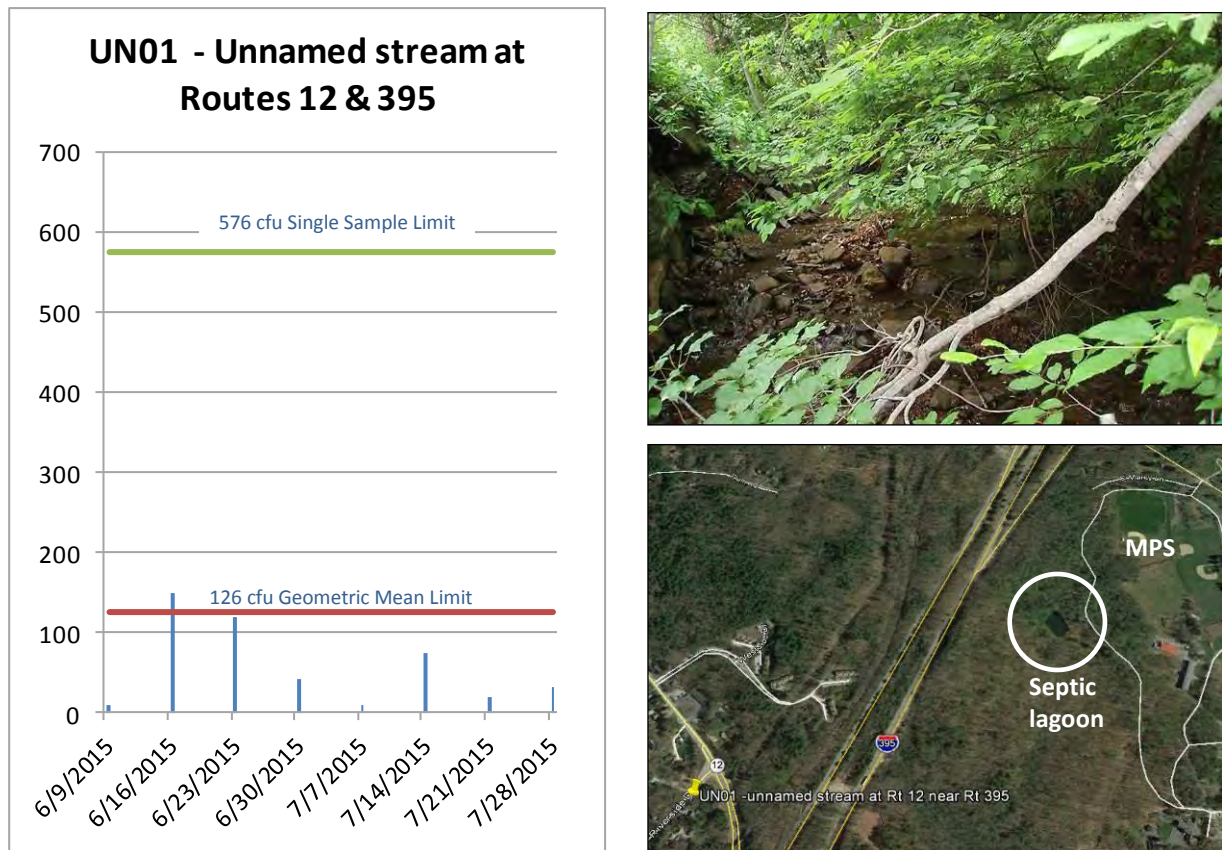 UN01 - Unnamed stream at
Routes 12 & 395
700
600
500
400
300
200
100
0
576 cfu Single Sample Limit
126 cfu Geometric Mean Limit
6/9/2015
6/16/2015
6/23/2015
6/30/2015
7/7/2015
7/14/2015
7/21/2015
7/28/2015
MPS
Septic
lagoon
395
12
UN01 -unnamed stream at Rt 12 near Rt 395